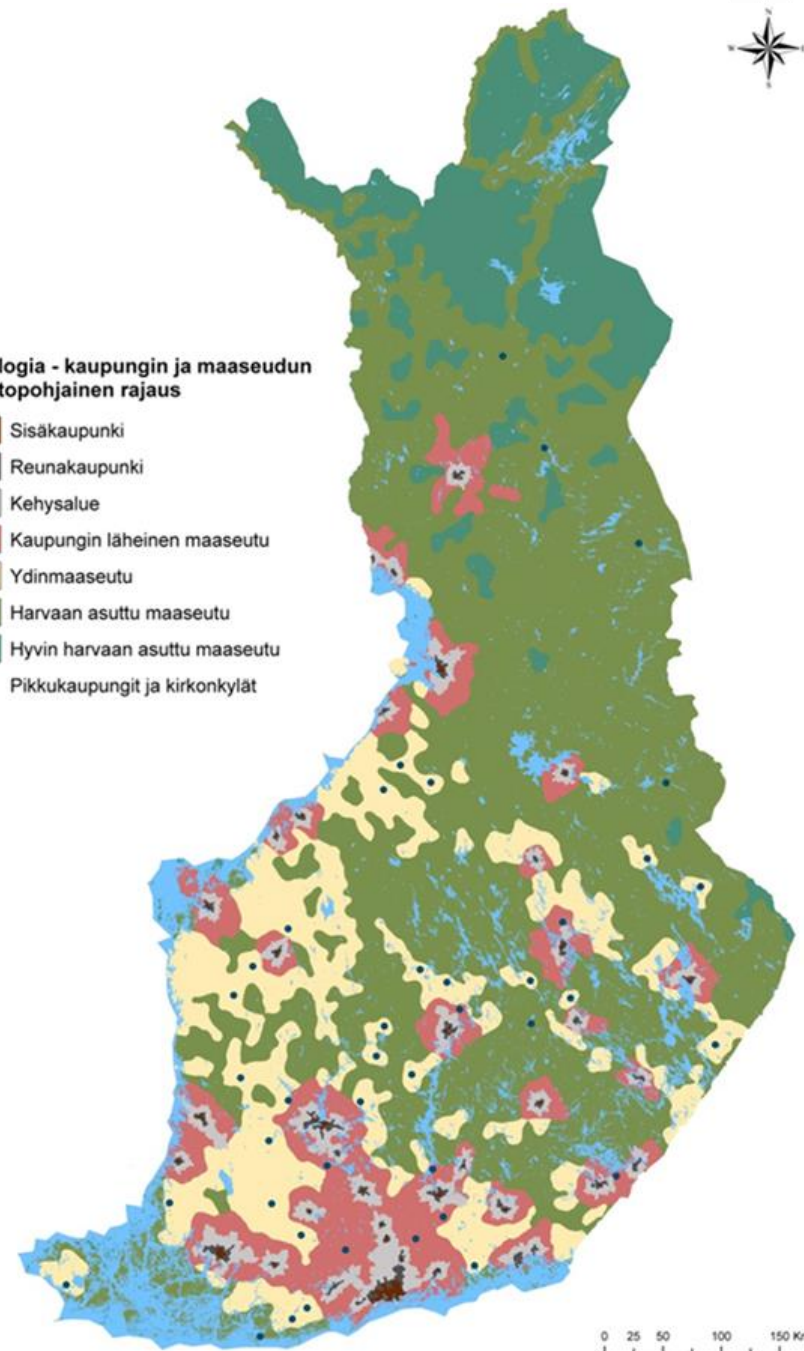 N
W
S
logia - kaupungin ja maaseudun
topohjainen rajaus
Sisäkaupunki
Reunakaupunki
Kehysalue
Kaupungin läheinen maaseutu
Ydinmaaseutu
Harvaan asuttu maaseutu
Hyvin harvaan asuttu maaseutu
Pikkukaupungit ja kirkonkylät
0 25 50 100 150 Km